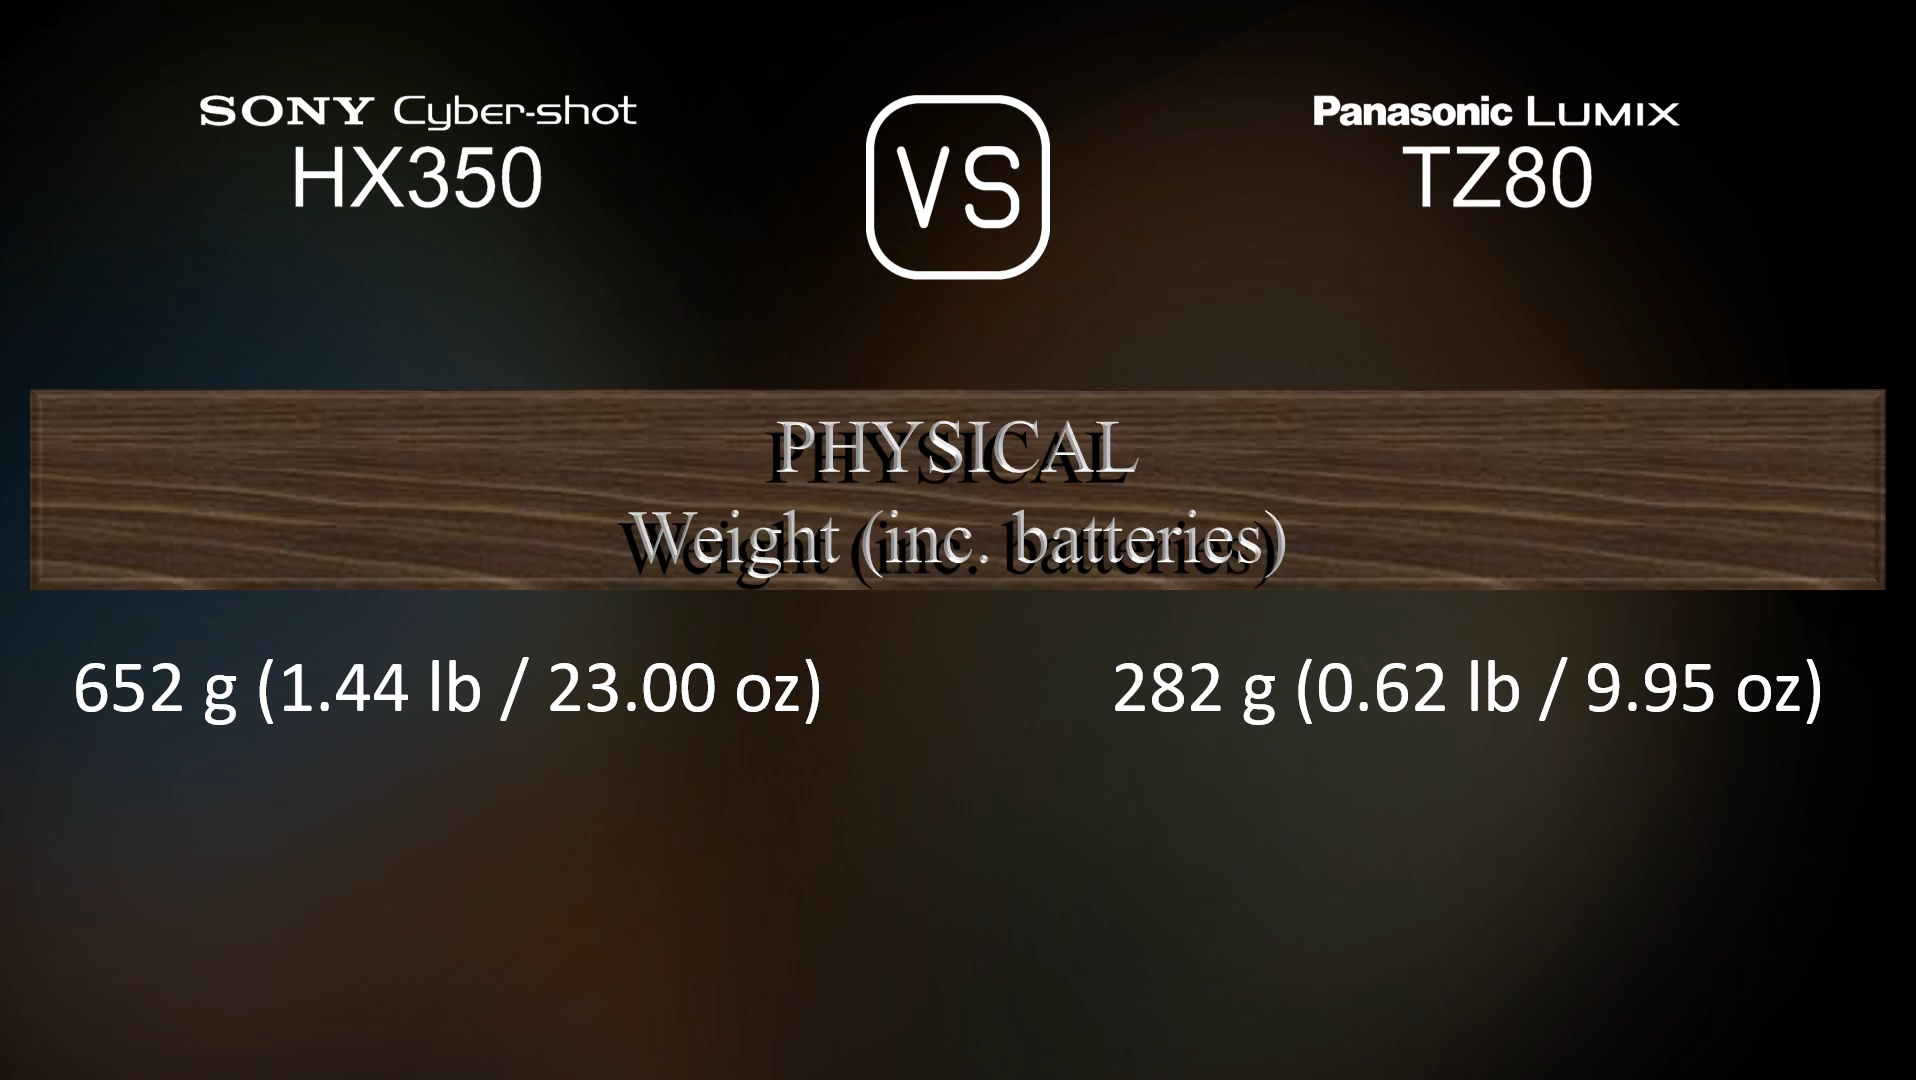 SONY Cyber-shot
HX350
VS
Panasonic LUMIX
TZ80
PHYSICAL
Weight (inc. batteries)
652 g (1.44 lb / 23.00 oz)
282 g (0.62 lb / 9.95 oz)